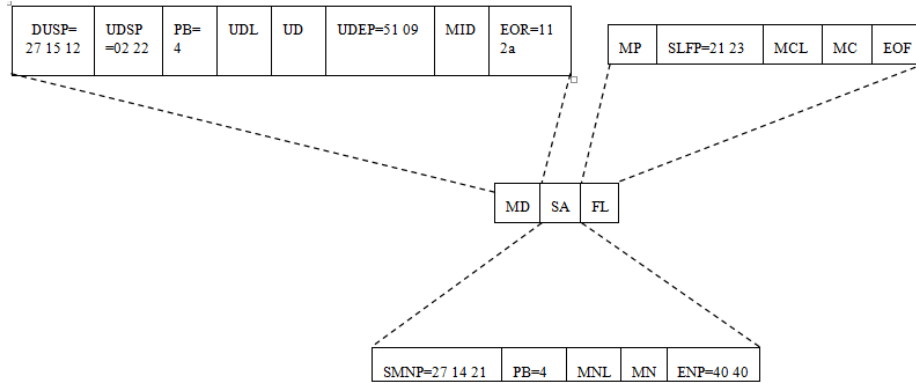 DUSP=
27 15 12
UDSP
=02 22
PB=
4
UDL
UD
UDEP=51 09
MID
EOR=11
2a
MP
SLFP=21 23
MCL
MC
EOF
MD
SA
FL
SMNP=27 14 21
PB=4
MNL
MN
ENP=40 40